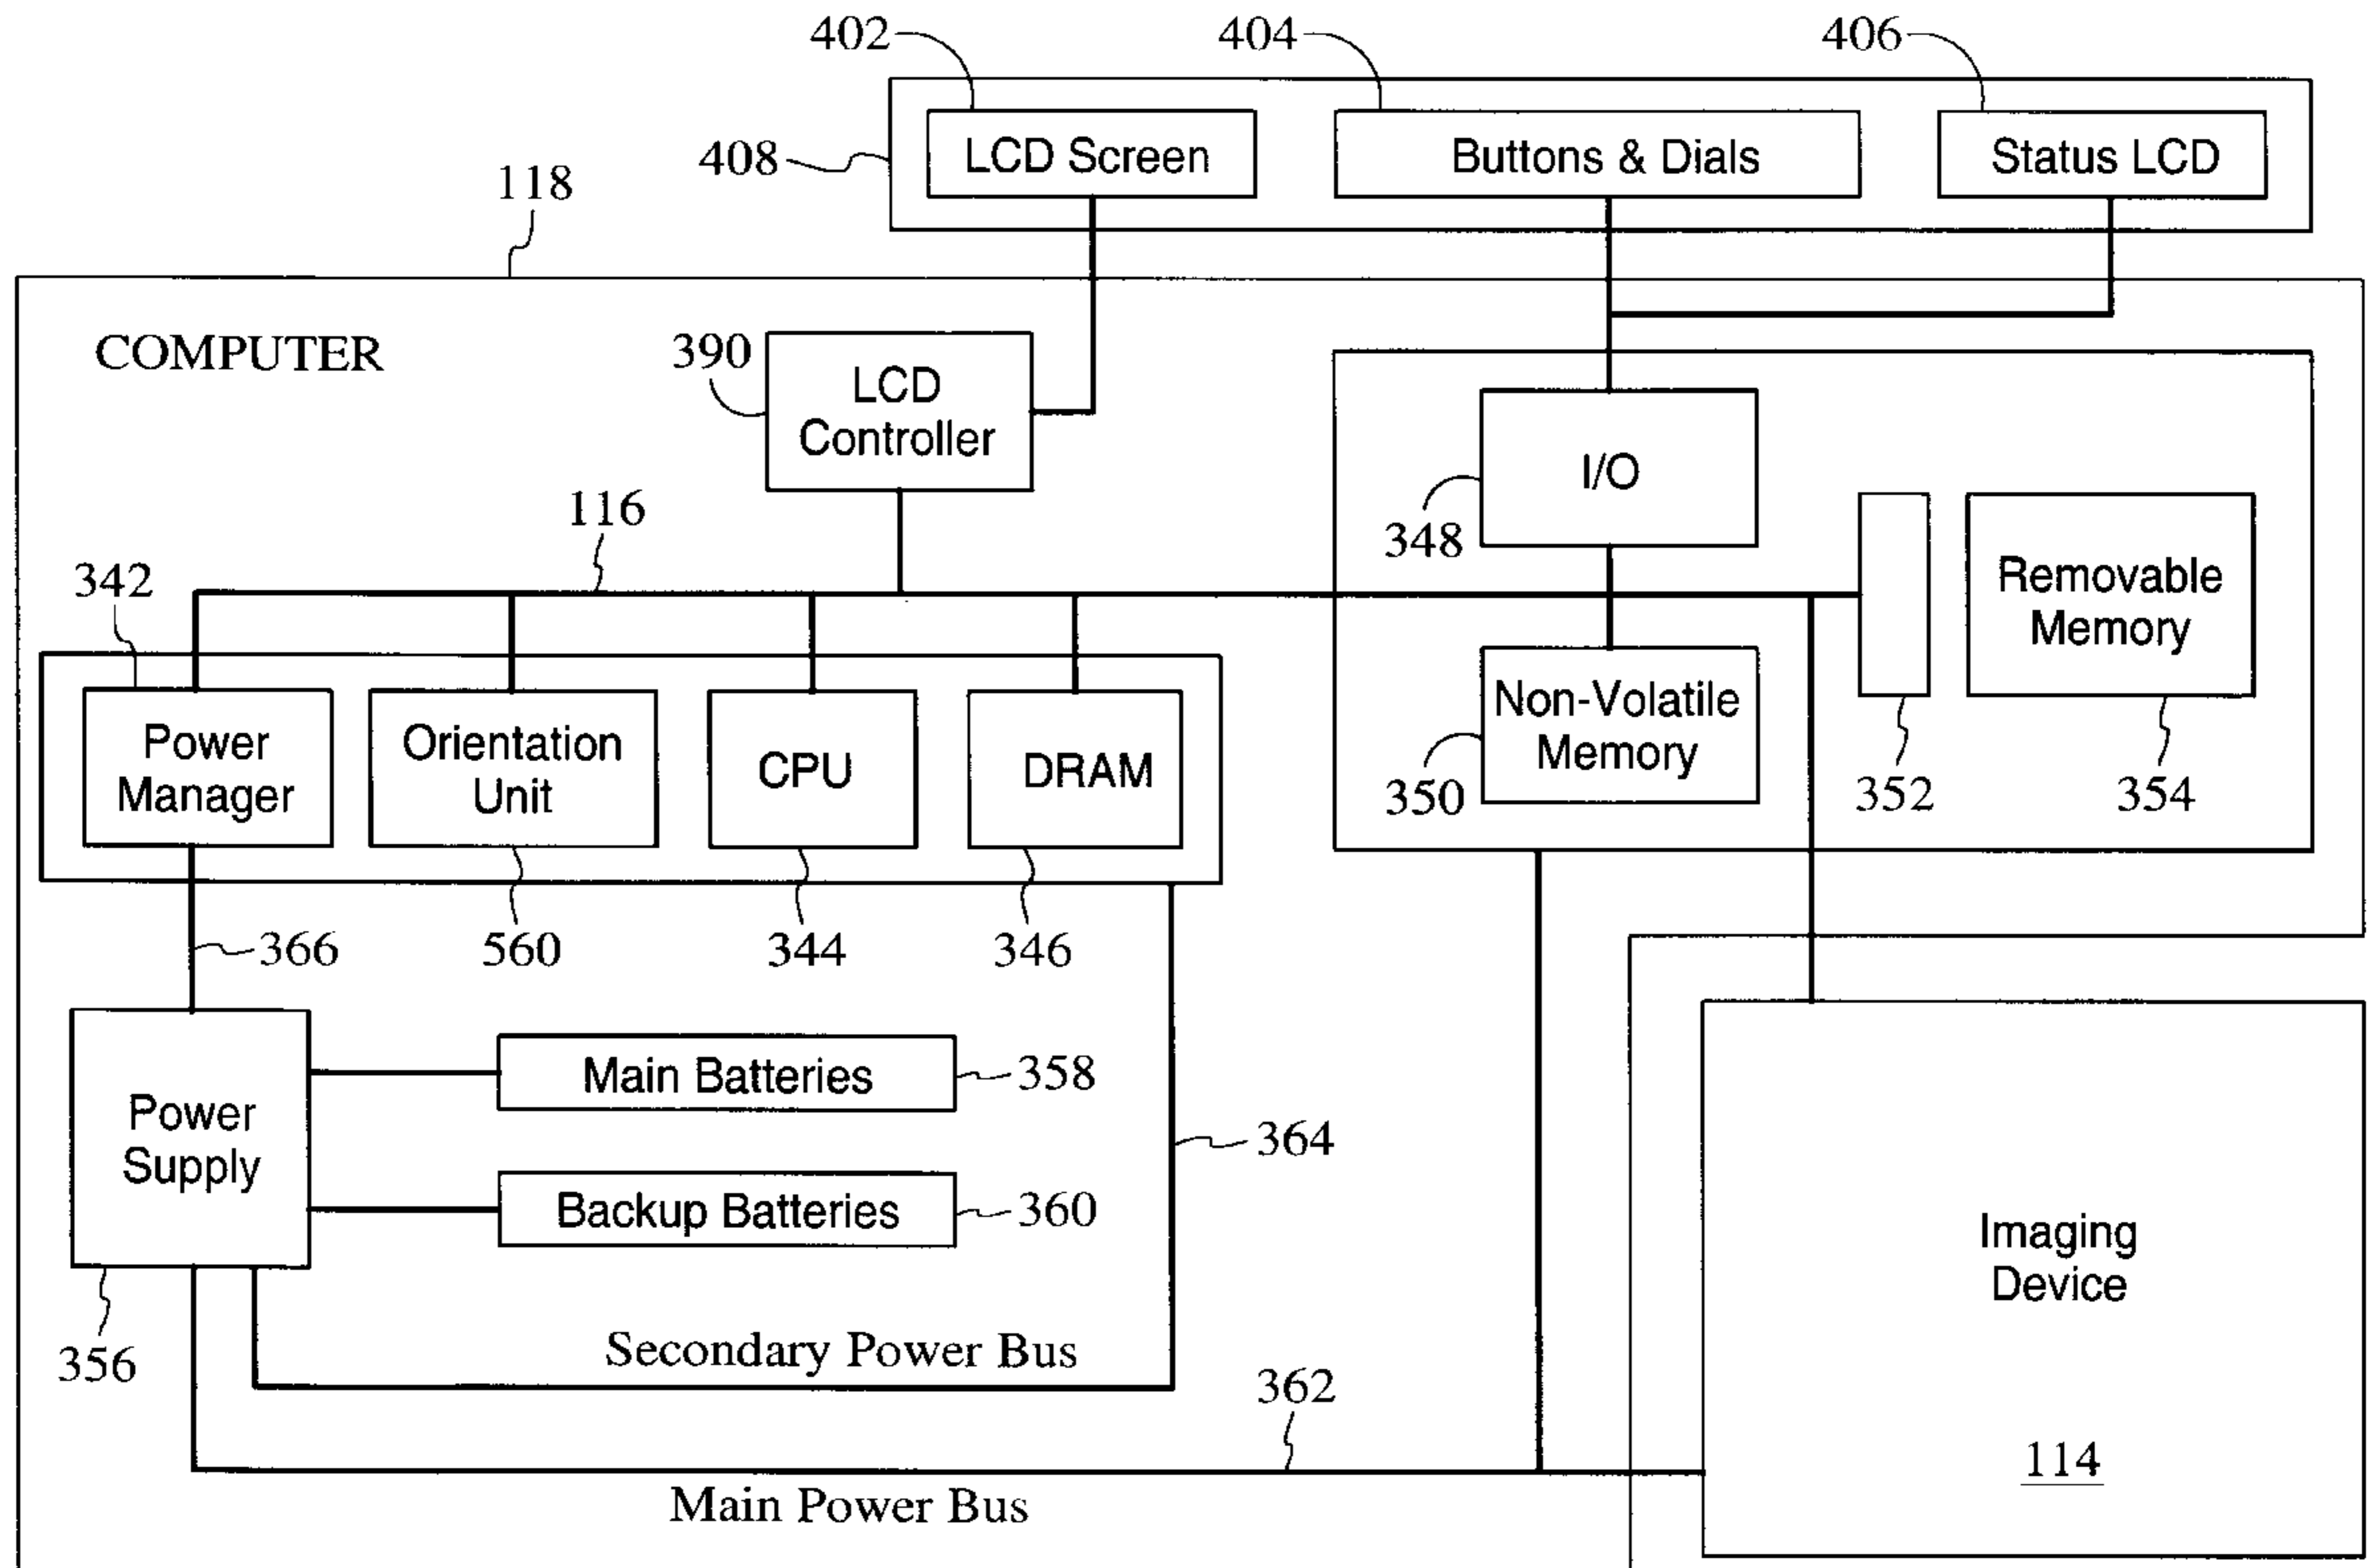 402
404
406
408
LCD Screen
Buttons & Dials
Status LCD
118
COMPUTER
390
LCD
Controller
I/O
348
116
342
Removable
Memory
Non-Volatile
Memory
350
352
354
Power
Manager
Orientation
Unit
CPU
DRAM
366
560
344
346
Power
Supply
Main Batteries
358
364
Backup Batteries
360
356
Secondary Power Bus
362
Main Power Bus
Imaging
Device
114